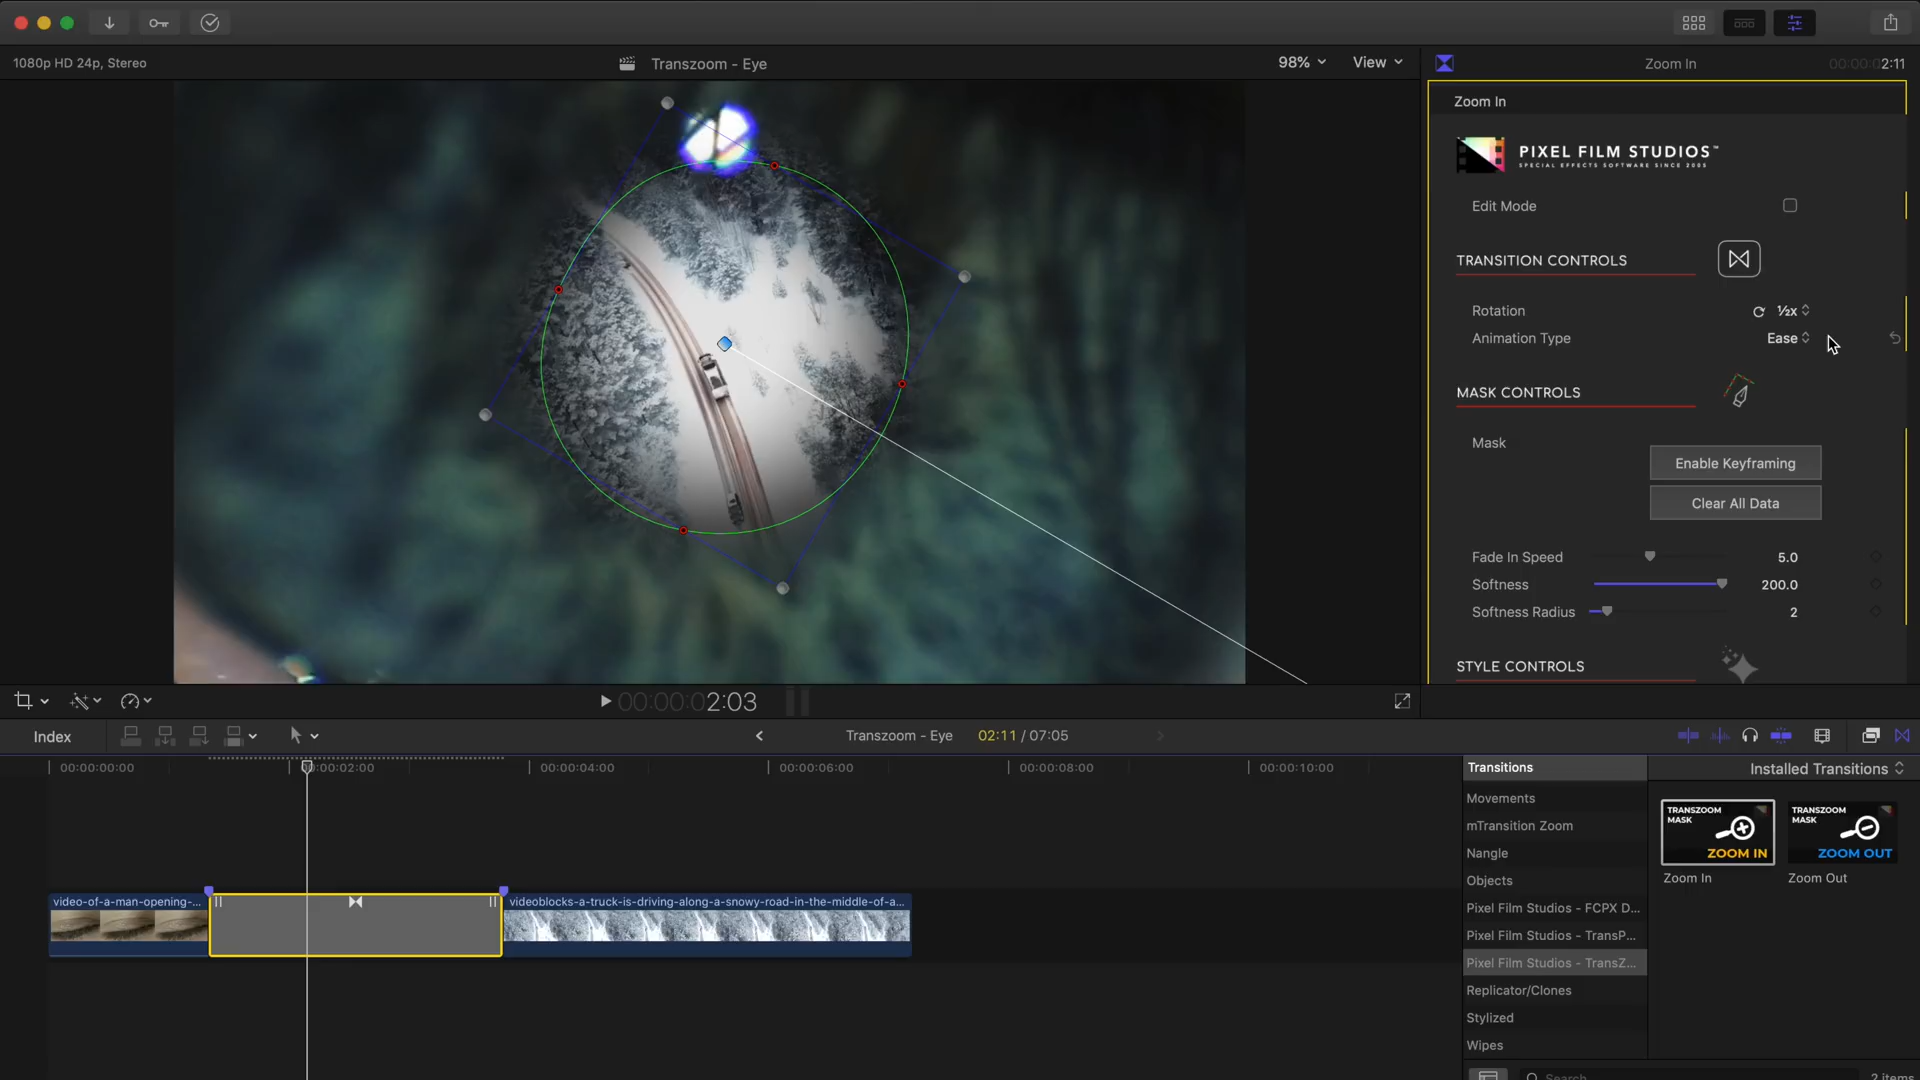 1080p HD 24p, Stereo
Transzoom - Eye
98%
View
Zoom In
00:00:02:11
Zoom In
PIXEL FILM STUDIOS™
SPECIAL EFFECTS SOFTWARE SINCE 2005
Edit Mode
TRANSITION CONTROLS
Rotation
½x
Animation Type
Ease
MASK CONTROLS
Mask
Enable Keyframing
Clear All Data
Fade In Speed
5.0
Softness
200.0
Softness Radius
2
STYLE CONTROLS
00:00:02:03
Index
Transzoom - Eye
02:11 / 07:05
00:00:00:00
00:00:02:00
00:00:04:00
00:00:06:00
00:00:08:00
00:00:10:00
video-of-a-man-opening-...
videoblocks-a-truck-is-driving-along-a-snowy-road-in-the-middle-of-a...
Transitions
Installed Transitions
Movements
mTransition Zoom
Nangle
Objects
Pixel Film Studios - FCPX D...
Pixel Film Studios - TransP...
Pixel Film Studios - TransZ...
Replicator/Clones
Stylized
Wipes
TRANSZOOM
MASK
ZOOM IN
Zoom In
TRANSZOOM
MASK
ZOOM OUT
Zoom Out
Search
2 items